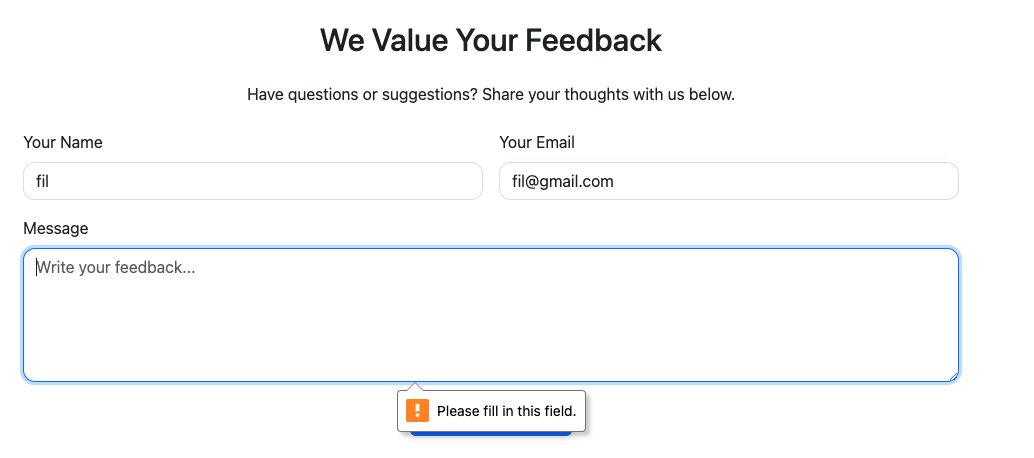 We Value Your Feedback
Have questions or suggestions? Share your thoughts with us below.
Your Name
Your Email
fil
fil@gmail.com
Message
Write your feedback...
Please fill in this field.